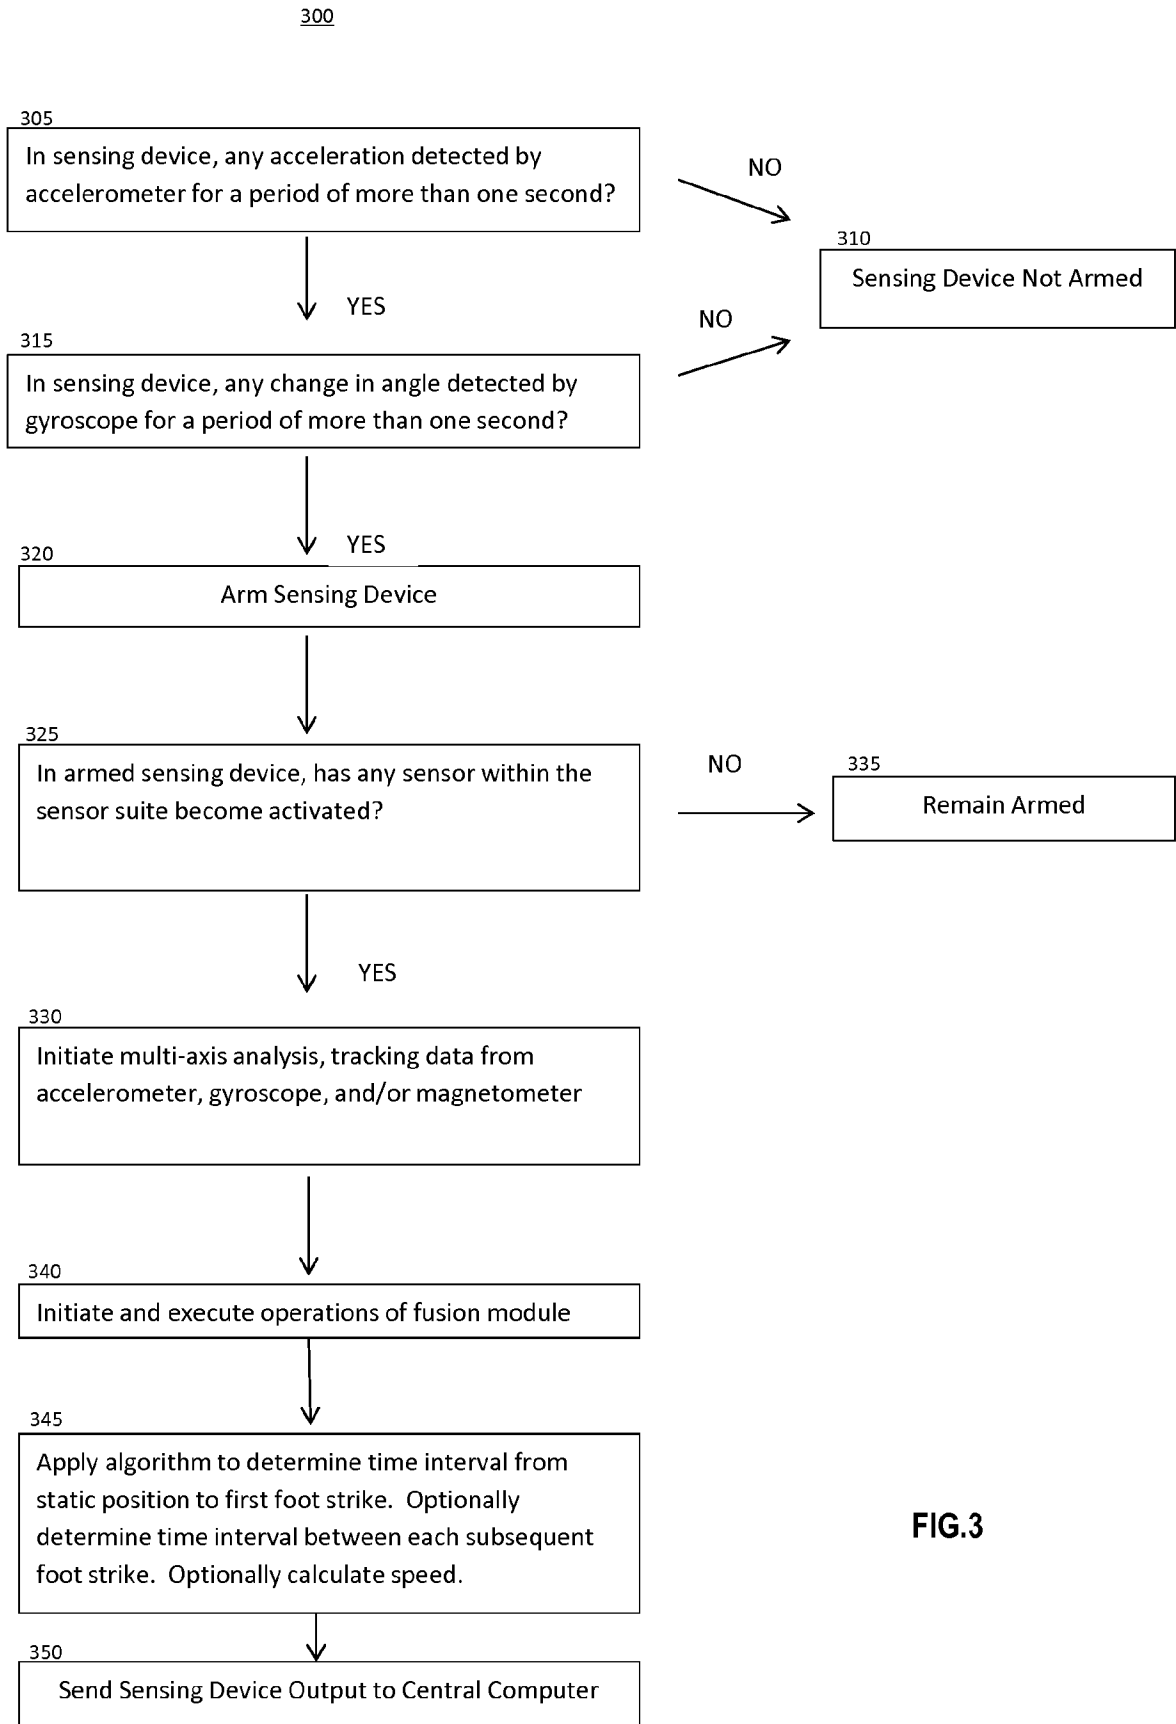 300
305
In sensing device, any acceleration detected by
accelerometer for a period of more than one second?
NO
310
Sensing Device Not Armed
YES
NO
315
In sensing device, any change in angle detected by
gyroscope for a period of more than one second?
YES
320
Arm Sensing Device
325
In armed sensing device, has any sensor within the
sensor suite become activated?
NO
335
Remain Armed
YES
330
Initiate multi-axis analysis, tracking data from
accelerometer, gyroscope, and/or magnetometer
340
Initiate and execute operations of fusion module
345
Apply algorithm to determine time interval from
static position to first foot strike.  Optionally
determine time interval between each subsequent
foot strike.  Optionally calculate speed.
FIG.3
350
Send Sensing Device Output to Central Computer